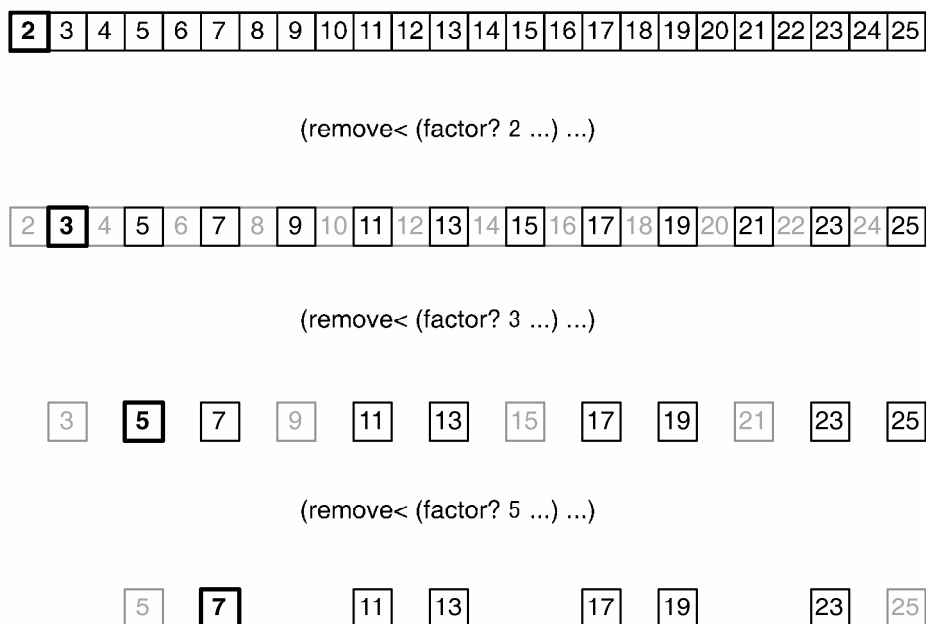 2 3 4 5 6 7 8 9 10 11 12 13 14 15 16 17 18 19 20 21 22 23 24 25
(remove< (factor? 2 ...) ...)
2 3 4 5 6 7 8 9 10 11 12 13 14 15 16 17 18 19 20 21 22 23 24 25
(remove< (factor? 3 ...) ...)
3 5 7 9 11 13 15 17 19 21 23 25
(remove< (factor? 5 ...) ...)
5 7 11 13 17 19 23 25